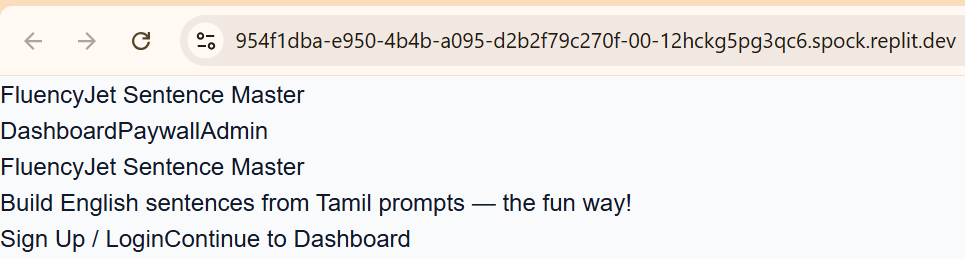 954f1dba-e950-4b4b-a095-d2b2f79c270f-00-12hckg5pg3qc6.spock.replit.dev
FluencyJet Sentence Master
DashboardPaywallAdmin
FluencyJet Sentence Master
Build English sentences from Tamil prompts — the fun way!
Sign Up / LoginContinue to Dashboard